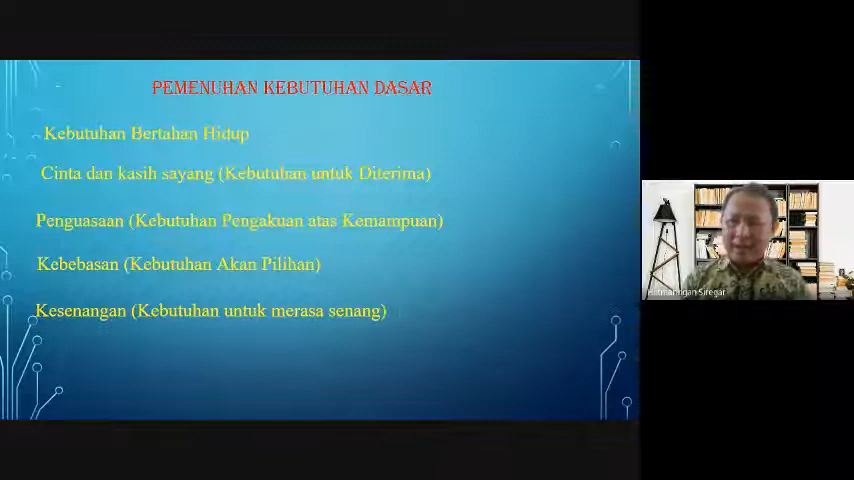 PEMENUHAN KEBUTUHAN DASAR
Kebutuhan Bertahan Hidup
Cinta dan kasih sayang (Kebutuhan untuk Diterima)
Penguasaan (Kebutuhan Pengakuan atas Kemampuan)
Kebebasan (Kebutuhan Akan Pilihan)
Kesenangan (Kebutuhan untuk merasa senang)
Siregar